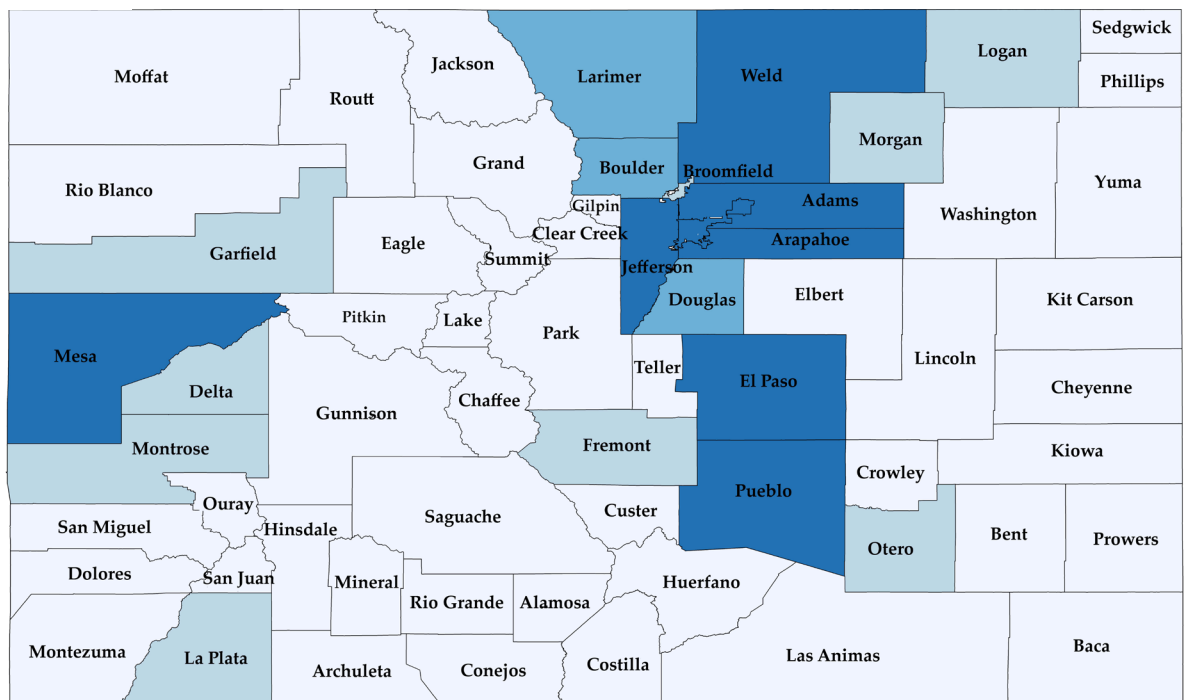 Sedgwick
Logan
Jackson
Moffat
Larimer
Weld
Phillips
Routt
Morgan
Grand
Boulder
Broomfield
Yuma
Rio Blanco
Adams
Gilpin
Washington
Clear Creek
Arapahoe
Eagle
Garfield
Summit
Jefferson
Elbert
Douglas
Kit Carson
Pitkin
Lake
Park
Mesa
Lincoln
Teller
El Paso
Cheyenne
Delta
Chaffee
Gunnison
Fremont
Montrose
Kiowa
Crowley
Pueblo
Ouray
Custer
Saguache
San Miguel
Hinsdale
Bent
Prowers
Otero
Dolores
San Juan
Mineral
Huerfano
Rio Grande
Alamosa
Baca
Montezuma
La Plata
Las Animas
Costilla
Archuleta
Conejos